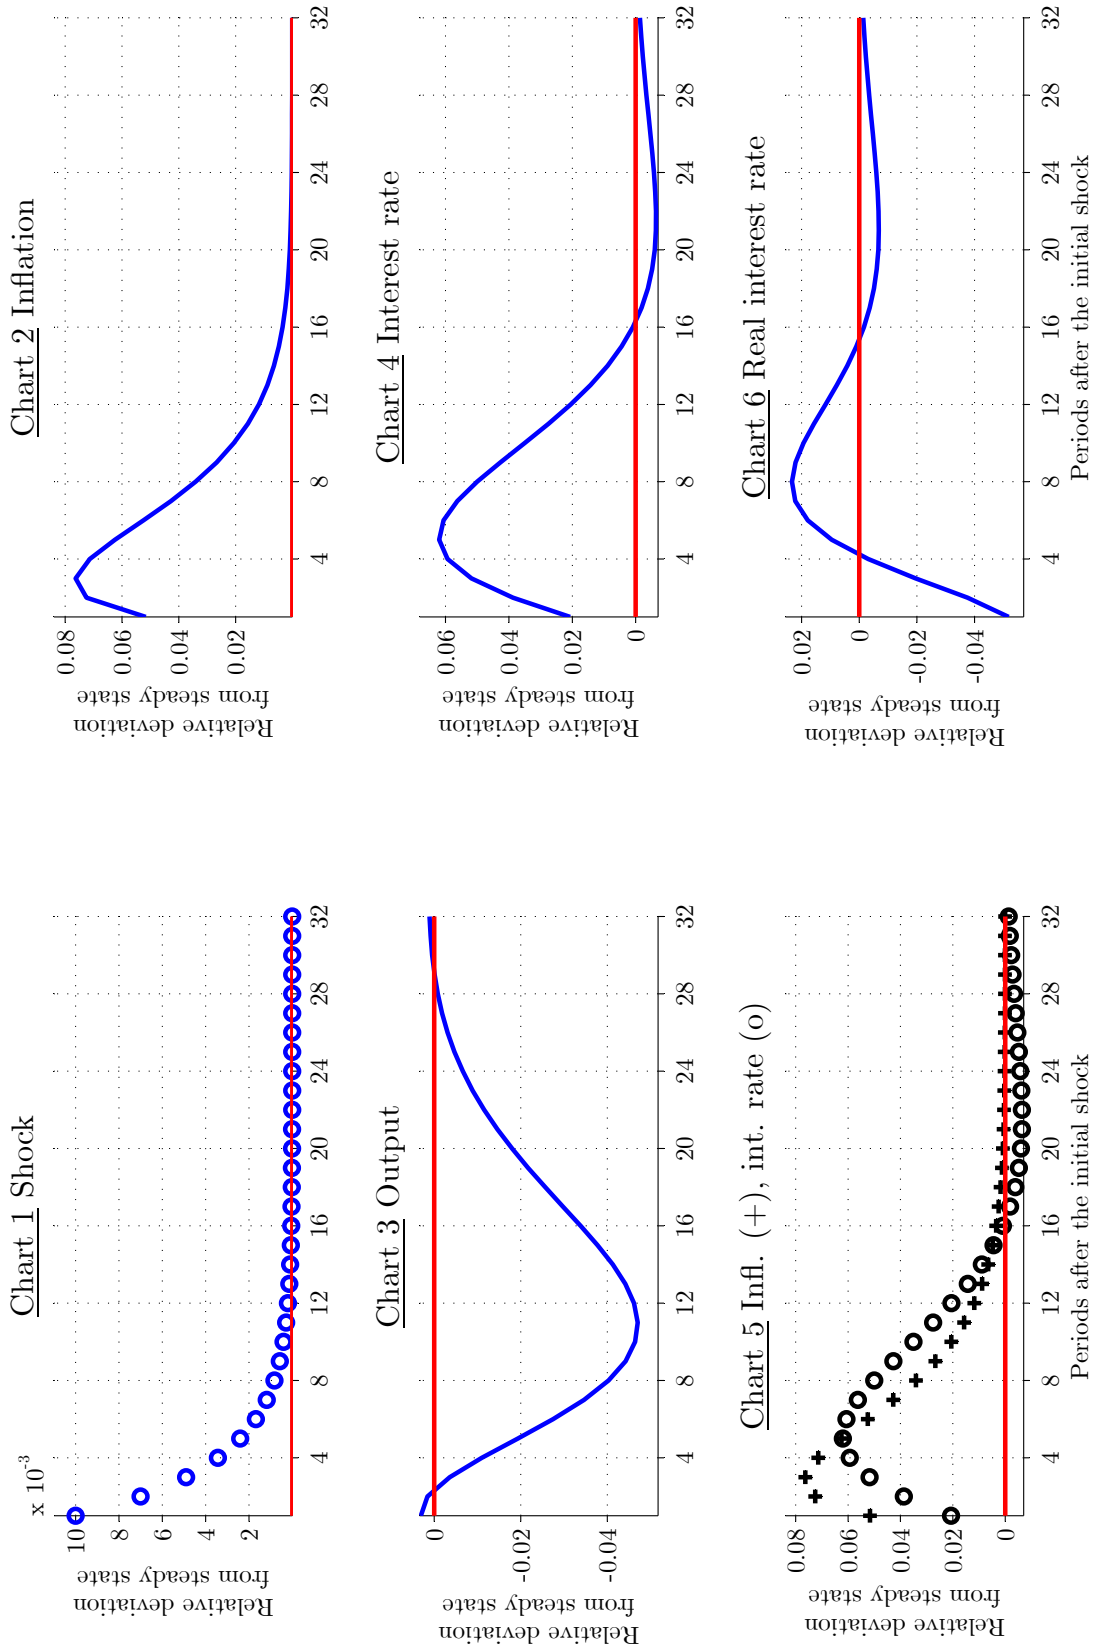 Chart 1 Shock
x 10⁻³
10
8
6
4
2
4 8 12 16 20 24 28 32
Relative deviation
from steady state
Chart 2 Inflation
0.08
0.06
0.04
0.02
4 8 12 16 20 24 28 32
Relative deviation
from steady state
Chart 3 Output
0
-0.02
-0.04
4 8 12 16 20 24 28 32
Relative deviation
from steady state
Chart 4 Interest rate
0.06
0.04
0.02
0
4 8 12 16 20 24 28 32
Relative deviation
from steady state
Chart 5 Infl. (+), int. rate (o)
0.08
0.06
0.04
0.02
0
4 8 12 16 20 24 28 32
Relative deviation
from steady state
Periods after the initial shock
Chart 6 Real interest rate
0.02
0
-0.02
-0.04
4 8 12 16 20 24 28 32
Relative deviation
from steady state
Periods after the initial shock